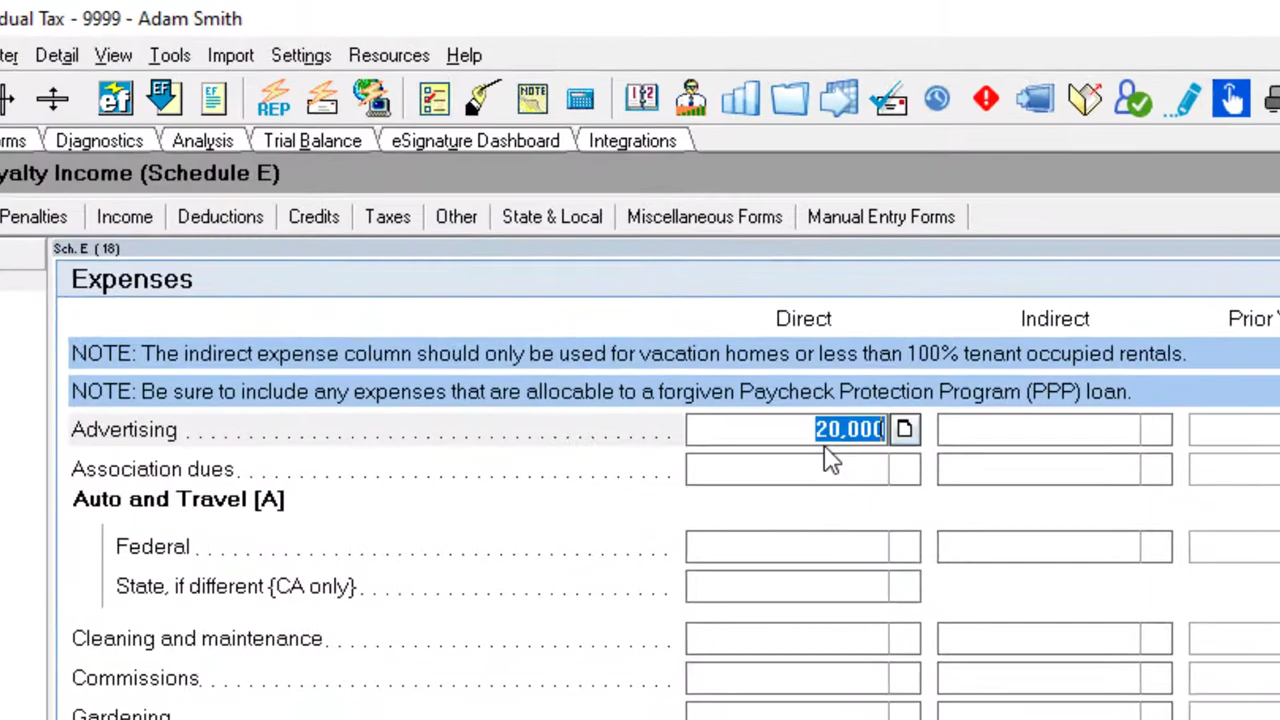 dual Tax - 9999 - Adam Smith
ter Detail View Tools Import Settings Resources Help
ef EF REP NOTE 1 2
rms Diagnostics Analysis Trial Balance eSignature Dashboard Integrations
yalty Income (Schedule E)
Penalties Income Deductions Credits Taxes Other State & Local Miscellaneous Forms Manual Entry Forms
Sch. E ( 18)
Expenses
Direct Indirect Prior
NOTE: The indirect expense column should only be used for vacation homes or less than 100% tenant occupied rentals.
NOTE: Be sure to include any expenses that are allocable to a forgiven Paycheck Protection Program (PPP) loan.
Advertising 20,000
Association dues
Auto and Travel [A]
Federal
State, if different {CA only}
Cleaning and maintenance
Commissions
Gardening